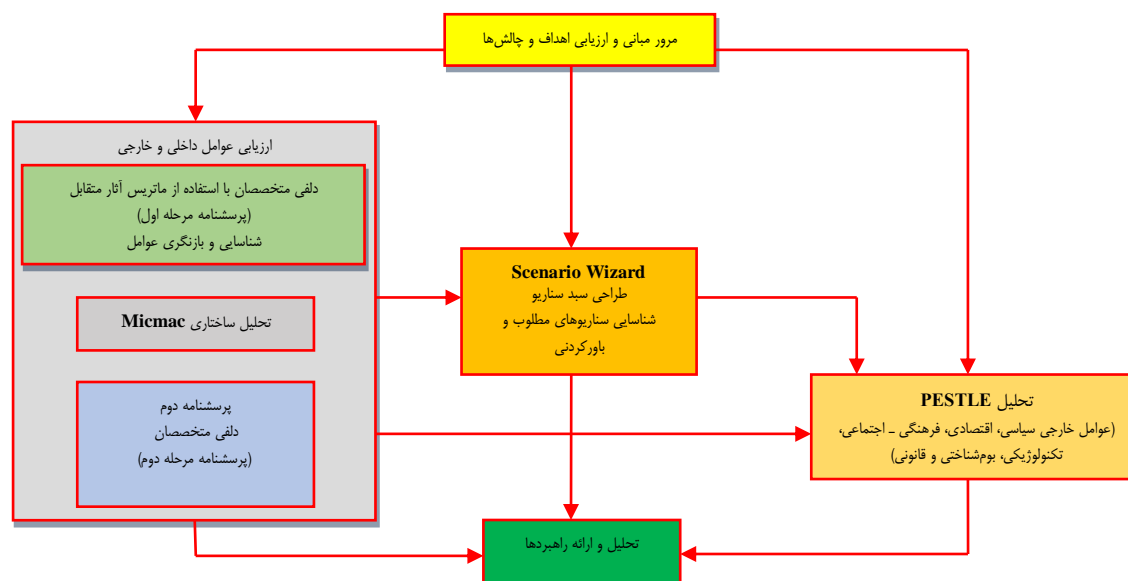 مرور مبانی و ارزیابی اهداف و چالش‌ها
ارزیابی عوامل داخلی و خارجی
دلفی متخصصان با استفاده از ماتریس آثار متقابل
(پرسشنامه مرحله اول)
شناسایی و بازنگری عوامل
تحلیل ساختاری Micmac
پرسشنامه دوم
دلفی متخصصان
(پرسشنامه مرحله دوم)
Scenario Wizard
طراحی سبد سناریو
شناسایی سناریوهای مطلوب و
باورکردنی
تحلیل PESTLE
(عوامل خارجی سیاسی، اقتصادی، فرهنگی ـ اجتماعی،
تکنولوژیکی، بوم‌شناختی و قانونی)
تحلیل و ارائه راهبردها